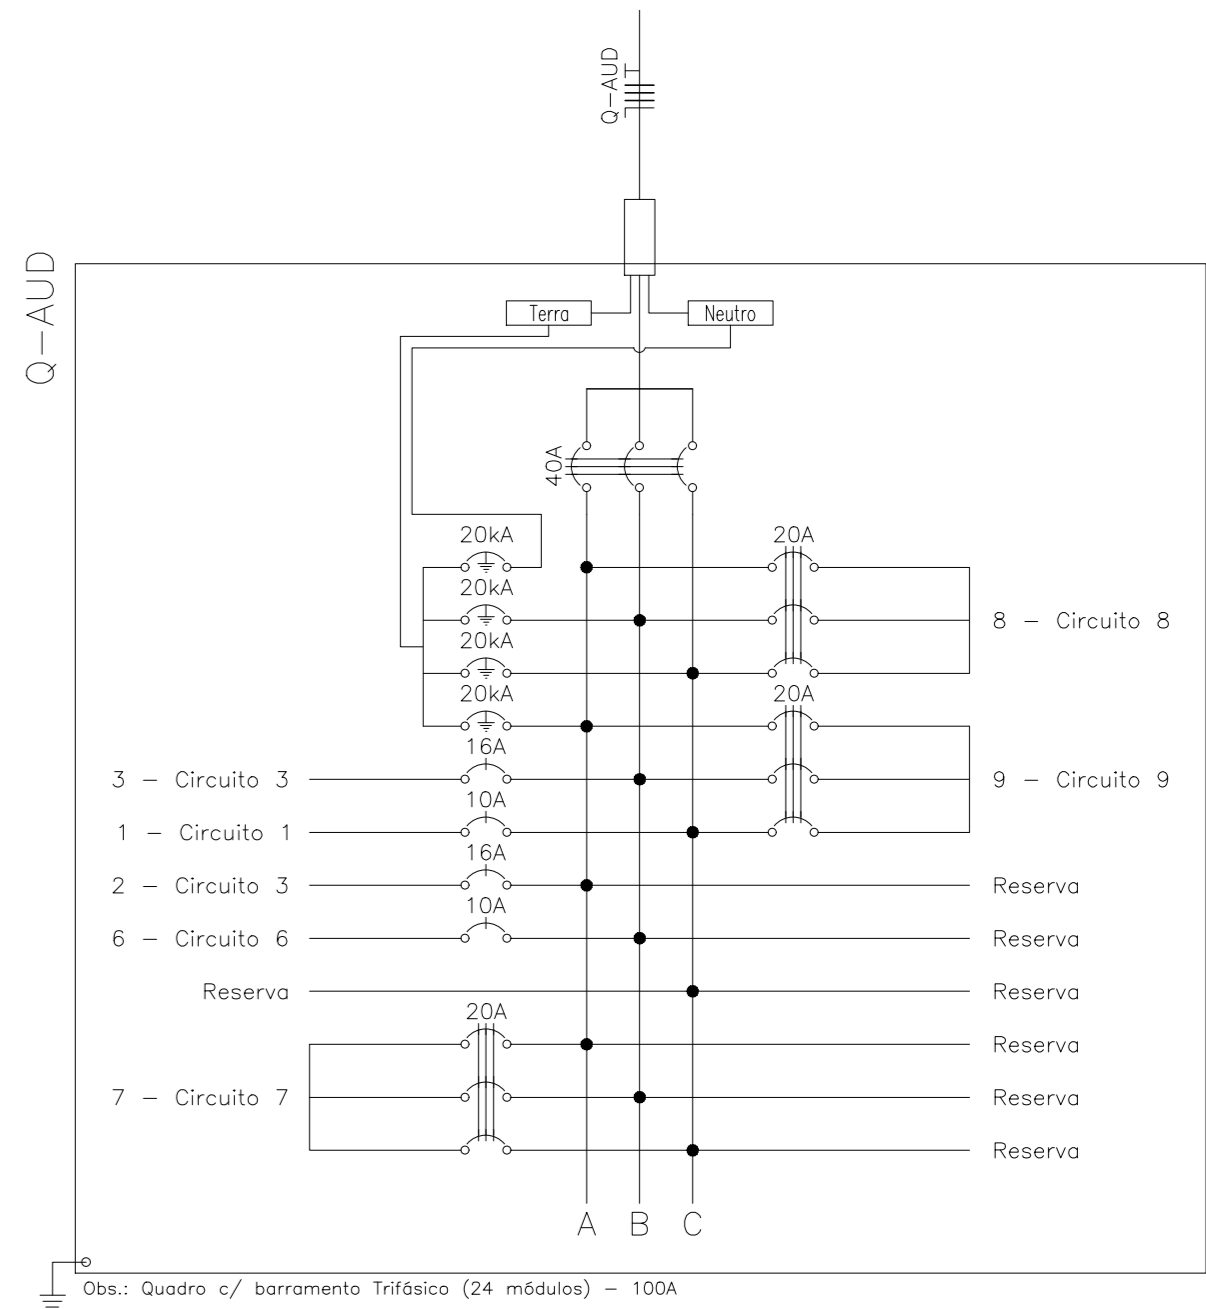 Q-AUD
Q-AUD
Terra
Neutro
40A
20kA
20A
20kA
8 - Circuito 8
20kA
20kA
20A
16A
3 - Circuito 3
9 - Circuito 9
10A
1 - Circuito 1
16A
2 - Circuito 3
Reserva
10A
6 - Circuito 6
Reserva
Reserva
Reserva
20A
Reserva
7 - Circuito 7
Reserva
Reserva
A B C
Obs.: Quadro c/ barramento Trifásico (24 módulos) - 100A